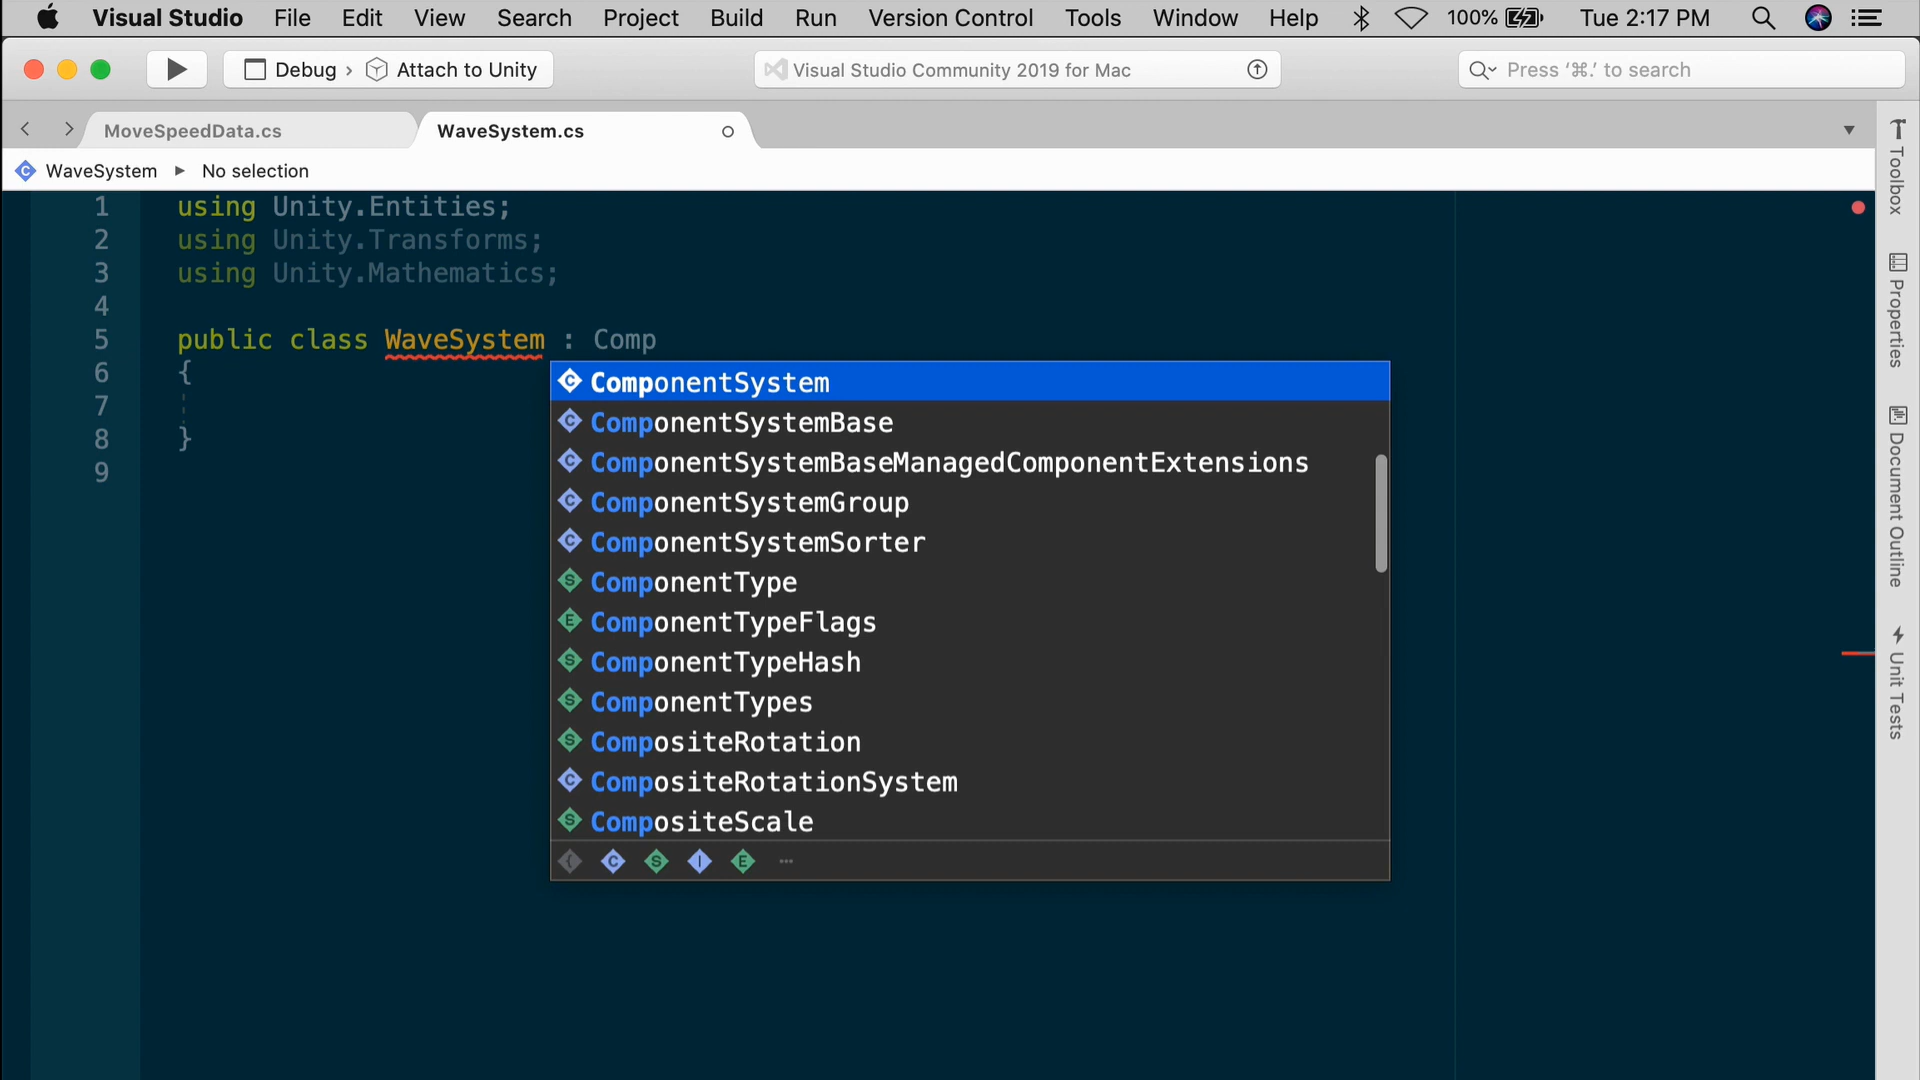 Visual Studio File Edit View Search Project Build Run Version Control Tools Window Help 100% Tue 2:17 PM
Debug › Attach to Unity Visual Studio Community 2019 for Mac Press ‘⌘.’ to search
MoveSpeedData.cs WaveSystem.cs
WaveSystem No selection
1 using Unity.Entities;
2 using Unity.Transforms;
3 using Unity.Mathematics;
4
5 public class WaveSystem : Comp
6 {
7
8 }
9
C ComponentSystem
C ComponentSystemBase
C ComponentSystemBaseManagedComponentExtensions
C ComponentSystemGroup
C ComponentSystemSorter
S ComponentType
E ComponentTypeFlags
S ComponentTypeHash
S ComponentTypes
S CompositeRotation
C CompositeRotationSystem
S CompositeScale
{ C S I E ...
Toolbox
Properties
Document Outline
Unit Tests